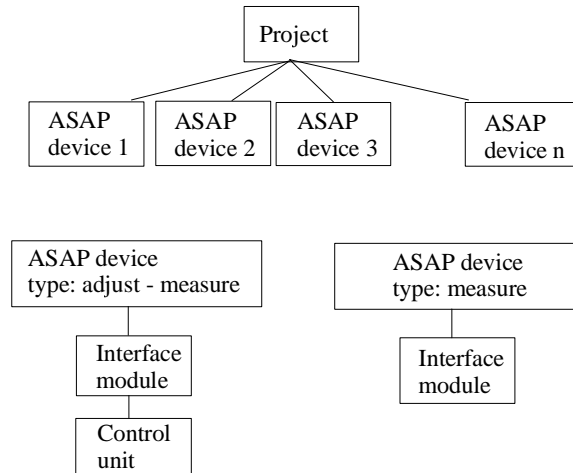 Project
ASAP
device 1
ASAP
device 2
ASAP
device 3
ASAP
device n
ASAP device
type: adjust - measure
Interface
module
Control
unit
ASAP device
type: measure
Interface
module